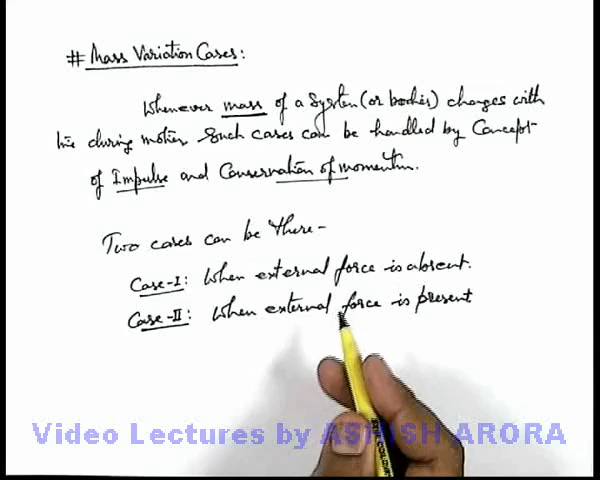 # Mass Variation Cases:
Whenever mass of a System (or bodies) changes with
time during motion. Such cases can be handled by Concept
of Impulse and Conservation of momentum.
Two cases can be there –
Case-I: When external force is absent.
Case-II: When external force is present
Video Lectures by ASHISH ARORA